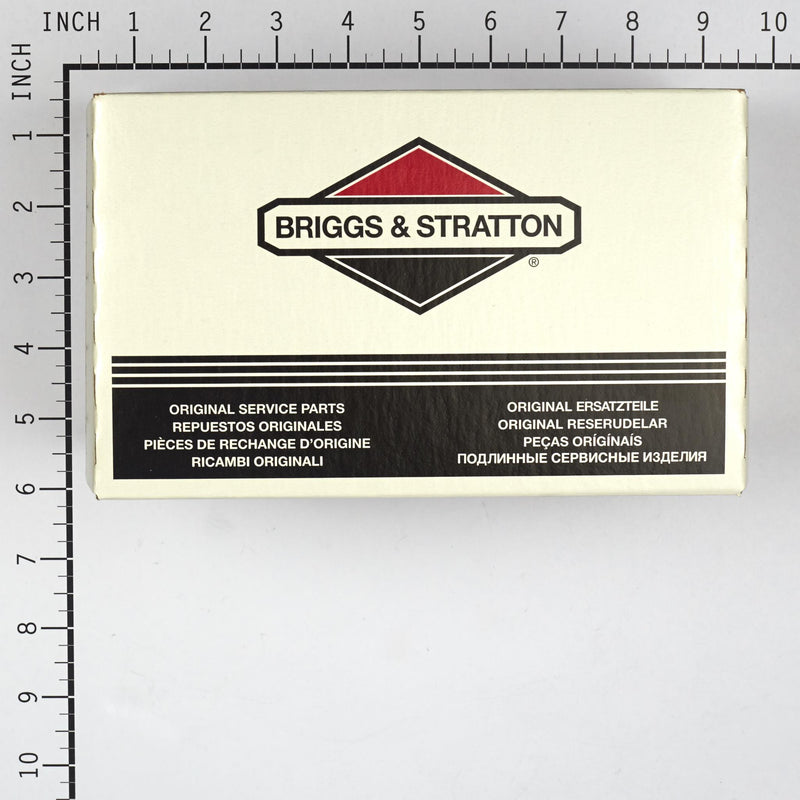 INCH 1 2 3 4 5 6 7 8 9 10
INCH
1
2
3
4
5
6
7
8
9
10
BRIGGS & STRATTON
®
ORIGINAL SERVICE PARTS
REPUESTOS ORIGINALES
PIÈCES DE RECHANGE D'ORIGINE
RICAMBI ORIGINALI
ORIGINAL ERSATZTEILE
ORIGINAL RESERUDELAR
PEÇAS ORÍGÍNAÍS
ПОДЛИННЫЕ СЕРВИСНЫЕ ИЗДЕЛИЯ